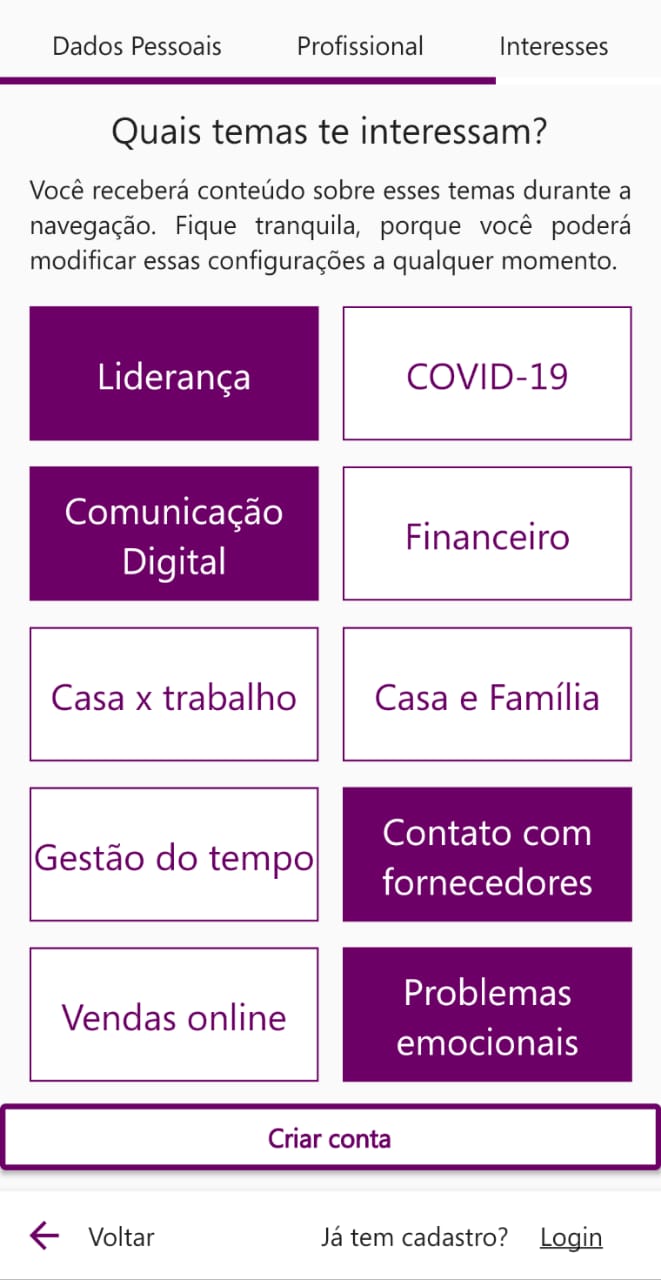 Dados Pessoais Profissional Interesses
Quais temas te interessam?
Você receberá conteúdo sobre esses temas durante a
navegação. Fique tranquila, porque você poderá
modificar essas configurações a qualquer momento.
Liderança
COVID-19
Comunicação
Digital
Financeiro
Casa x trabalho
Casa e Família
Gestão do tempo
Contato com
fornecedores
Vendas online
Problemas
emocionais
Criar conta
Voltar
Já tem cadastro? Login